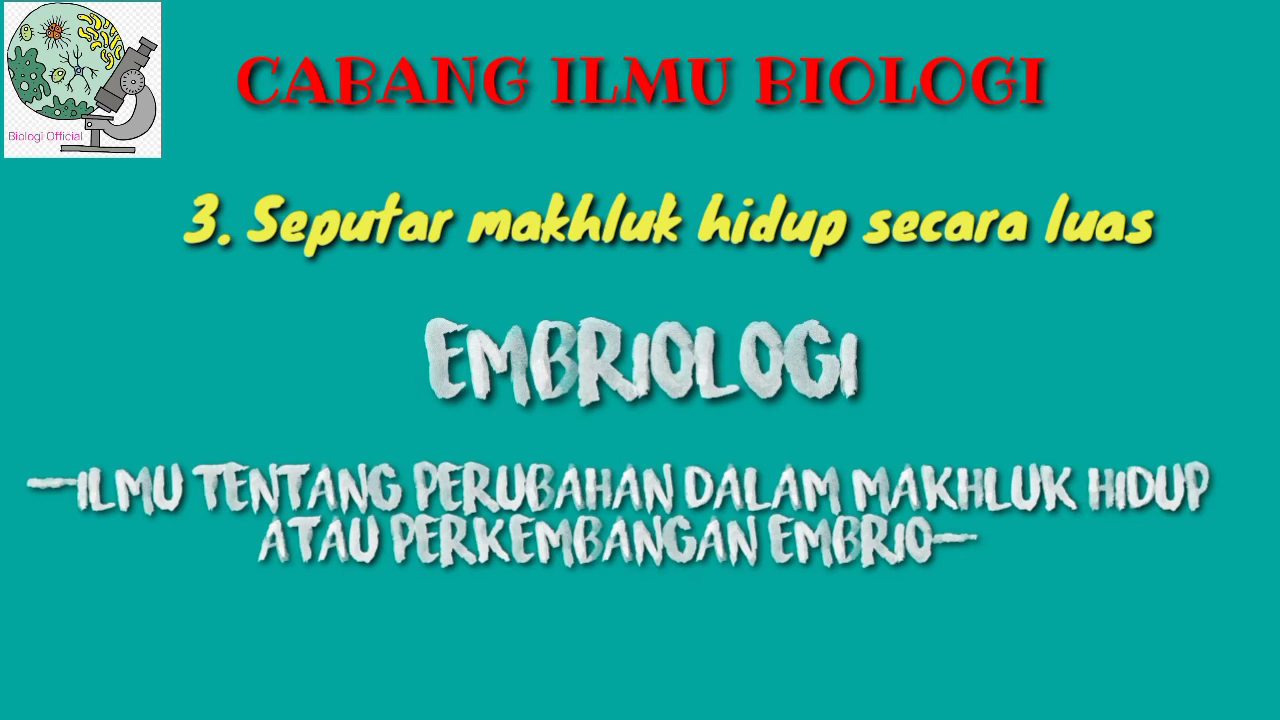 Biologi Official
CABANG ILMU BIOLOGI
3. Seputar makhluk hidup secara luas
EMBRIOLOGI
—ILMU TENTANG PERUBAHAN DALAM MAKHLUK HIDUP
ATAU PERKEMBANGAN EMBRIO—